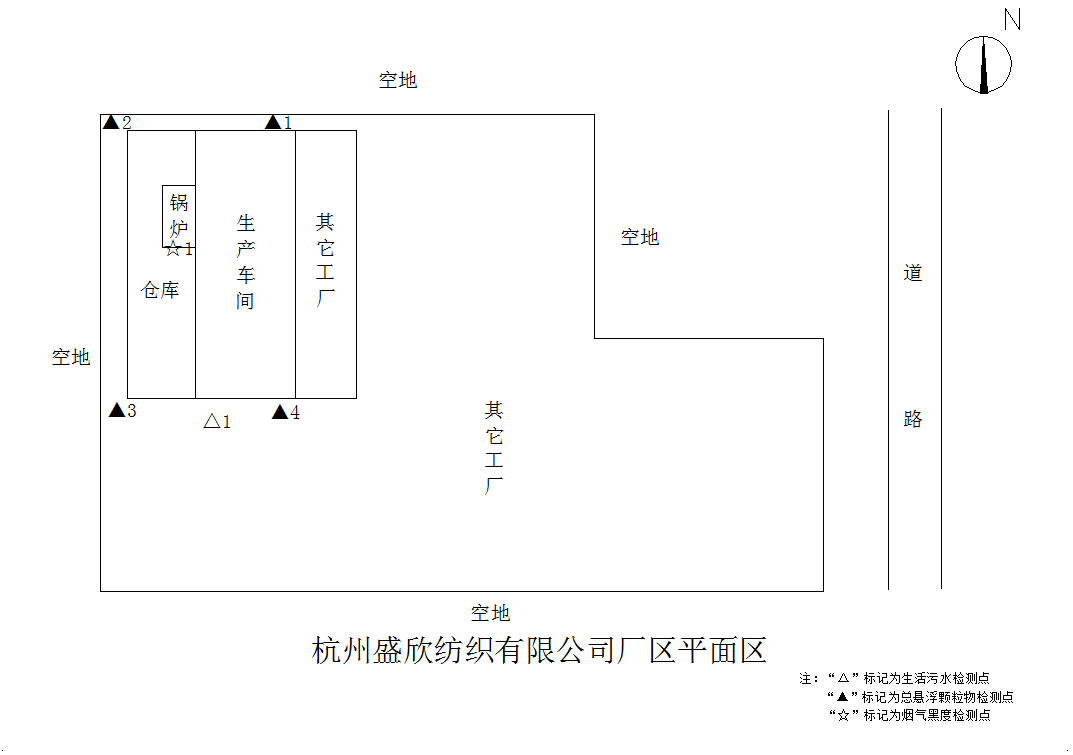 N
空地
▲2
▲1
锅炉
☆1
生产车间
其它工厂
仓库
空地
道路
空地
▲3
△1
▲4
其它工厂
空地
杭州盛欣纺织有限公司厂区平面区
注：“△”标记为生活污水检测点
“▲”标记为总悬浮颗粒物检测点
“☆”标记为烟气黑度检测点